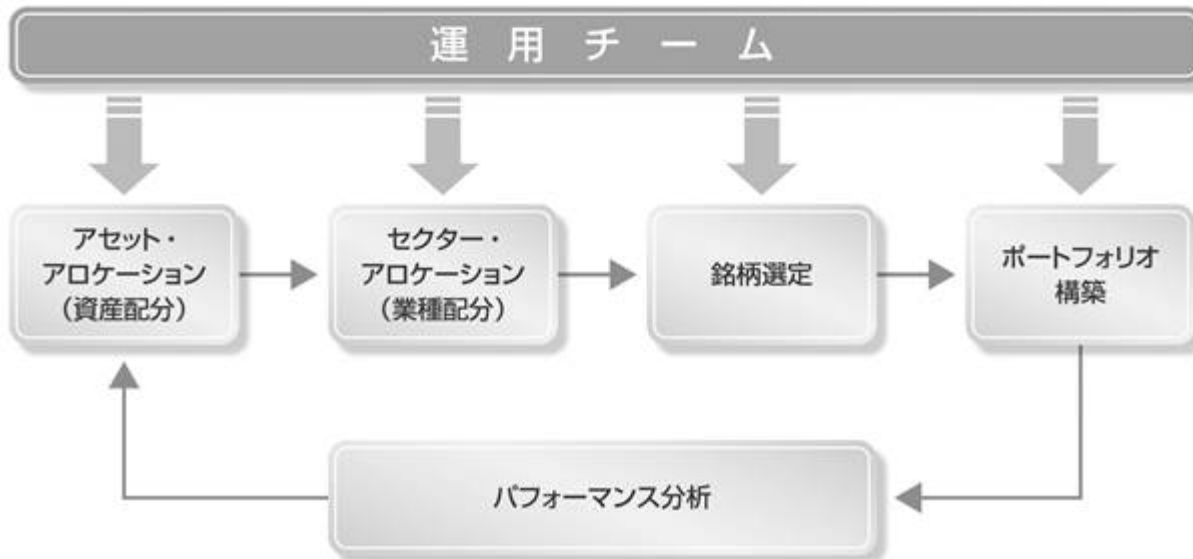 運用チーム
アセット・
アロケーション
（資産配分）
セクター・
アロケーション
（業種配分）
銘柄選定
ポートフォリオ
構築
パフォーマンス分析